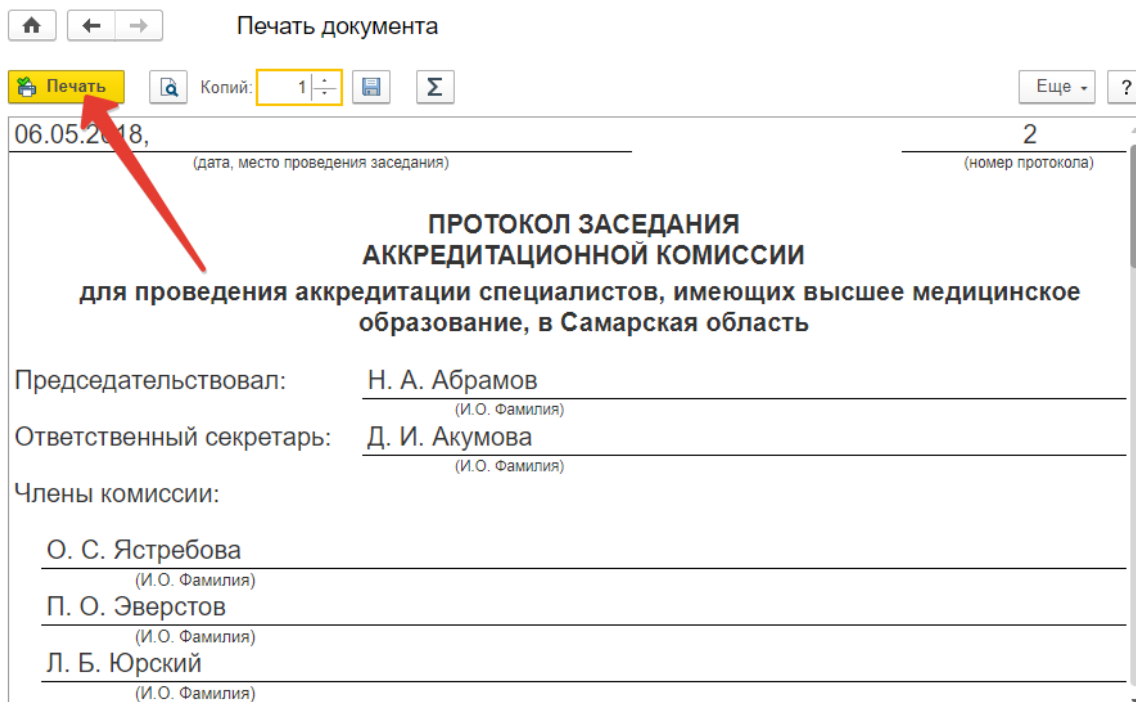 Печать документа
Печать Копий: 1 Еще ?
06.05.2018, 2
(дата, место проведения заседания) (номер протокола)
ПРОТОКОЛ ЗАСЕДАНИЯ
АККРЕДИТАЦИОННОЙ КОМИССИИ
для проведения аккредитации специалистов, имеющих высшее медицинское
образование, в Самарская область
Председательствовал: Н. А. Абрамов
(И.О. Фамилия)
Ответственный секретарь: Д. И. Акумова
(И.О. Фамилия)
Члены комиссии:
О. С. Ястребова
(И.О. Фамилия)
П. О. Эверстов
(И.О. Фамилия)
Л. Б. Юрский
(И.О. Фамилия)